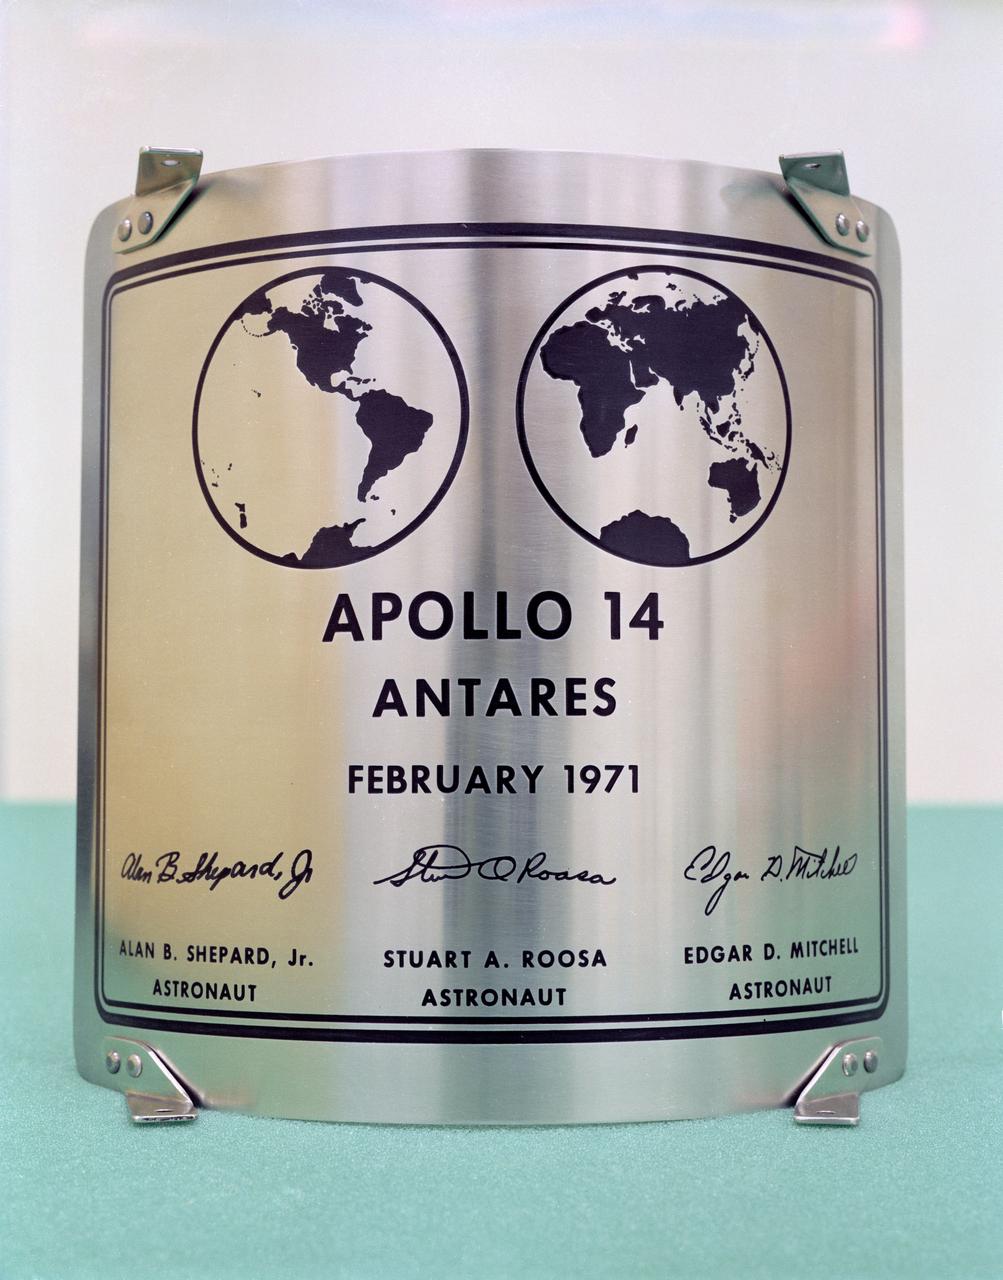 APOLLO 14
ANTARES
FEBRUARY 1971
Alan B. Shepard, Jr
Stuart A Roosa
Edgar D. Mitchell
ALAN B. SHEPARD, Jr.
ASTRONAUT
STUART A. ROOSA
ASTRONAUT
EDGAR D. MITCHELL
ASTRONAUT